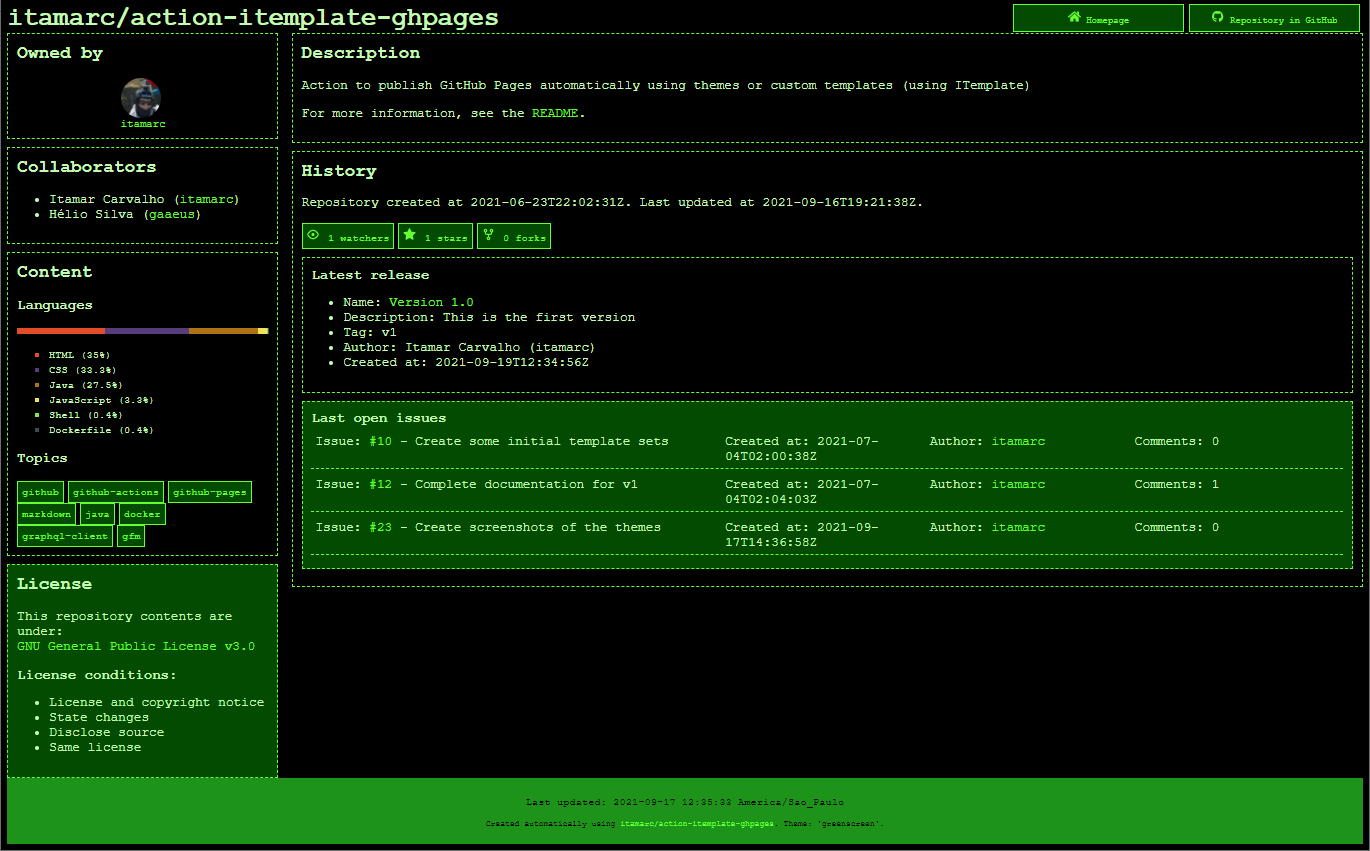 itamarc/action-itemplate-ghpages
Homepage
Repository in GitHub
Owned by
itamarc
Collaborators
Itamar Carvalho (itamarc)
Hélio Silva (gaaeus)
Content
Languages
HTML (35%)
CSS (33.3%)
Java (27.5%)
JavaScript (3.3%)
Shell (0.4%)
Dockerfile (0.4%)
Topics
github github-actions github-pages
markdown java docker
graphql-client gfm
License
This repository contents are
under:
GNU General Public License v3.0
License conditions:
License and copyright notice
State changes
Disclose source
Same license
Description
Action to publish GitHub Pages automatically using themes or custom templates (using ITemplate)
For more information, see the README.
History
Repository created at 2021-06-23T22:02:31Z. Last updated at 2021-09-16T19:21:38Z.
1 watchers 1 stars 0 forks
Latest release
Name: Version 1.0
Description: This is the first version
Tag: v1
Author: Itamar Carvalho (itamarc)
Created at: 2021-09-19T12:34:56Z
Last open issues
Issue: #10 - Create some initial template sets Created at: 2021-07- Author: itamarc Comments: 0
04T02:00:38Z
Issue: #12 - Complete documentation for v1 Created at: 2021-07- Author: itamarc Comments: 1
04T02:04:03Z
Issue: #23 - Create screenshots of the themes Created at: 2021-09- Author: itamarc Comments: 0
17T14:36:58Z
Last updated: 2021-09-17 12:35:33 America/Sao_Paulo
Created automatically using itamarc/action-itemplate-ghpages. Theme: 'greenscreen'.